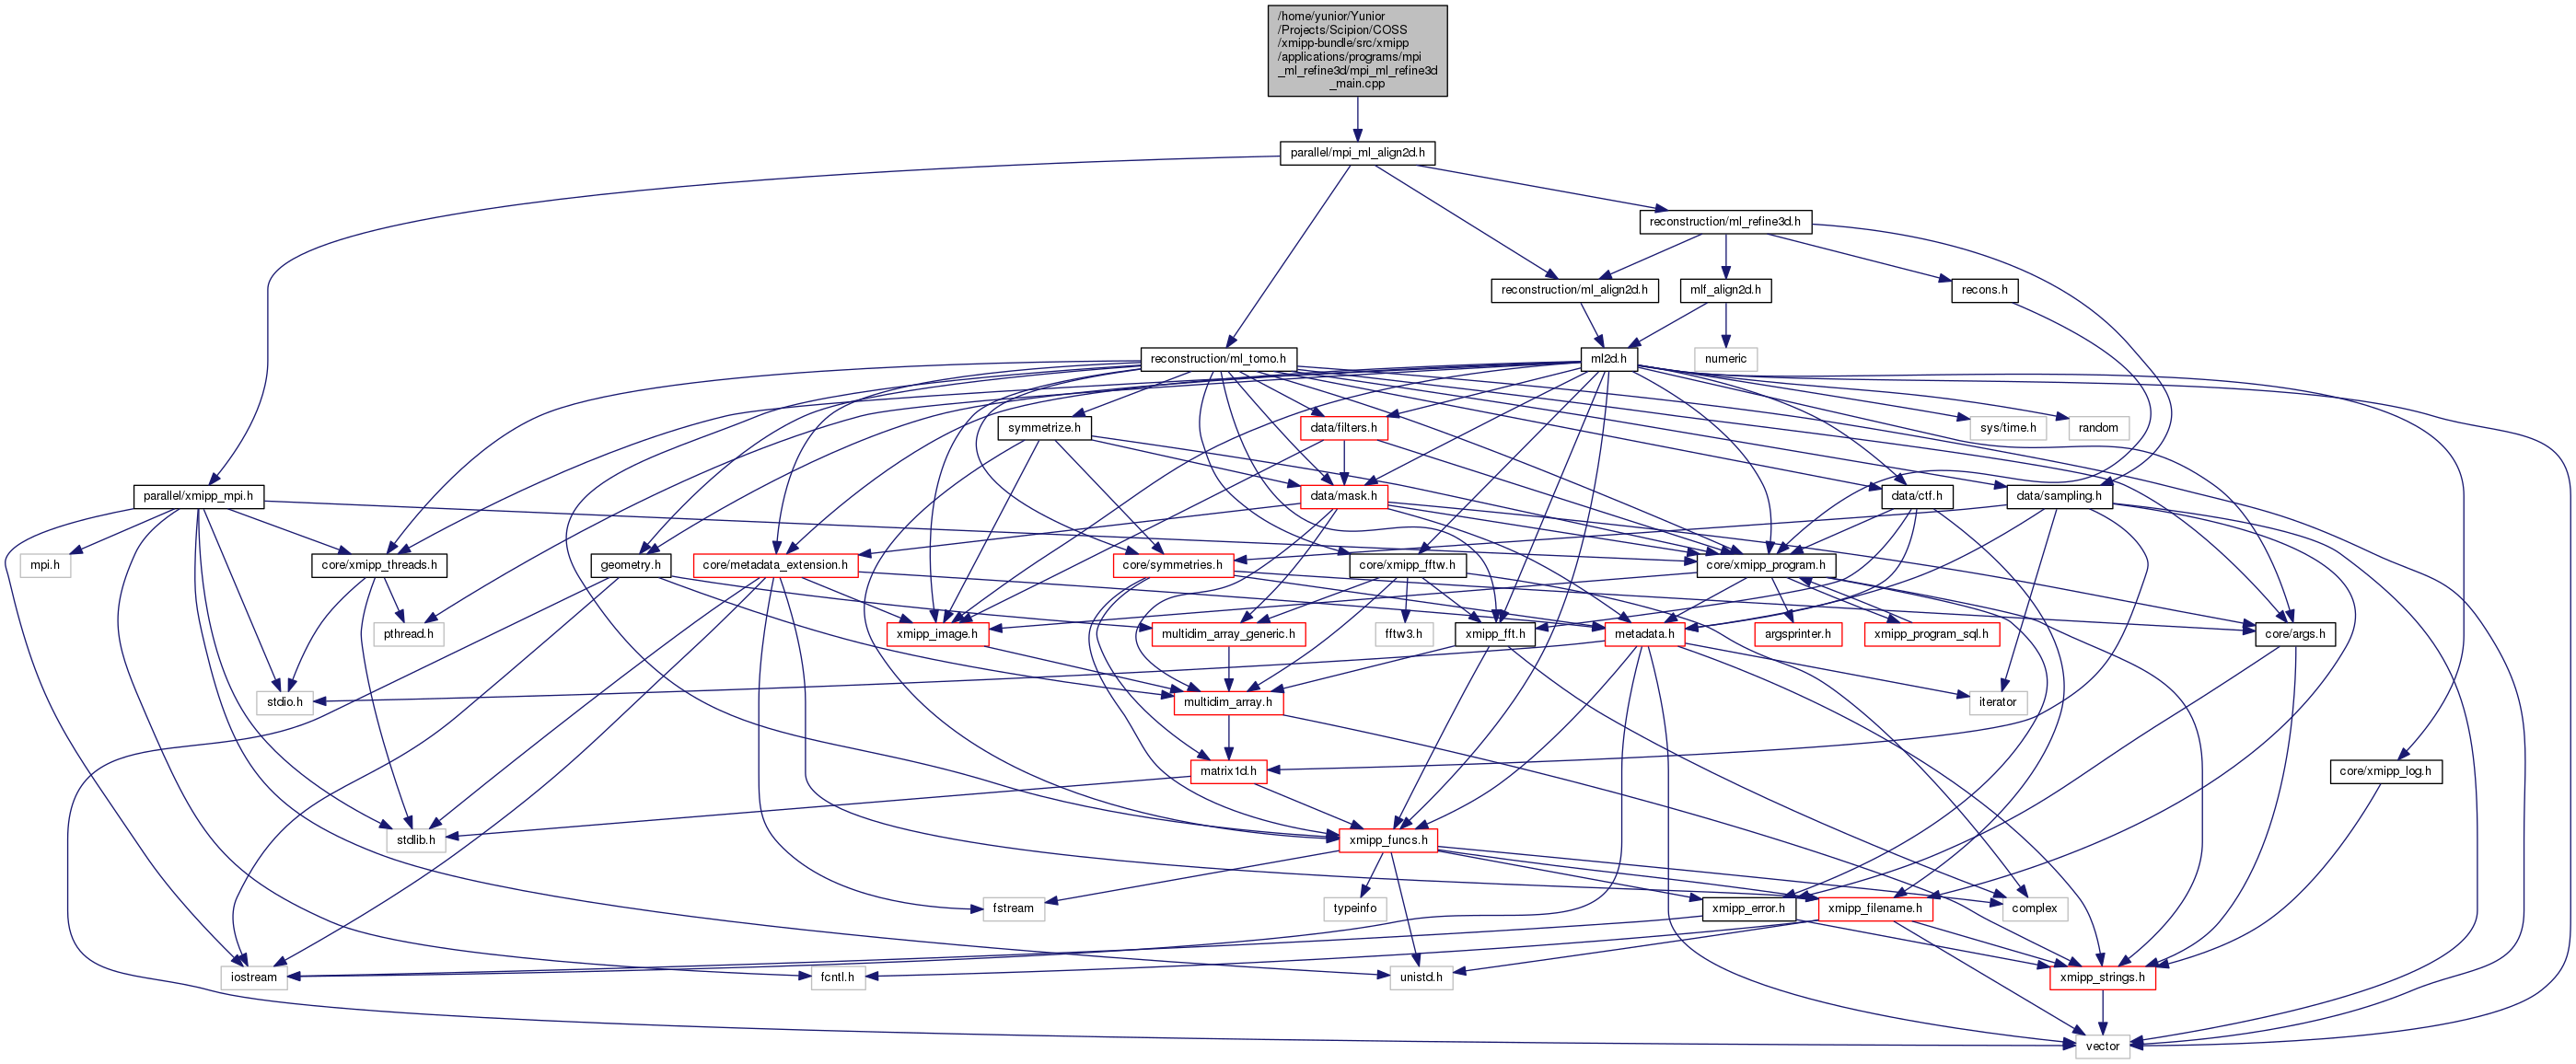 /home/yunior/Yunior
/Projects/Scipion/COSS
/xmipp-bundle/src/xmipp
/applications/programs/mpi
_ml_refine3d/mpi_ml_refine3d
_main.cpp
parallel/mpi_ml_align2d.h
reconstruction/ml_refine3d.h
reconstruction/ml_align2d.h
mlf_align2d.h
recons.h
reconstruction/ml_tomo.h
ml2d.h
numeric
symmetrize.h
data/filters.h
sys/time.h
random
parallel/xmipp_mpi.h
data/mask.h
data/ctf.h
data/sampling.h
mpi.h
core/xmipp_threads.h
geometry.h
core/metadata_extension.h
core/symmetries.h
core/xmipp_fftw.h
core/xmipp_program.h
pthread.h
xmipp_image.h
multidim_array_generic.h
fftw3.h
xmipp_fft.h
metadata.h
argsprinter.h
xmipp_program_sql.h
core/args.h
stdio.h
multidim_array.h
iterator
matrix1d.h
core/xmipp_log.h
stdlib.h
xmipp_funcs.h
fstream
typeinfo
xmipp_error.h
xmipp_filename.h
complex
iostream
fcntl.h
unistd.h
xmipp_strings.h
vector